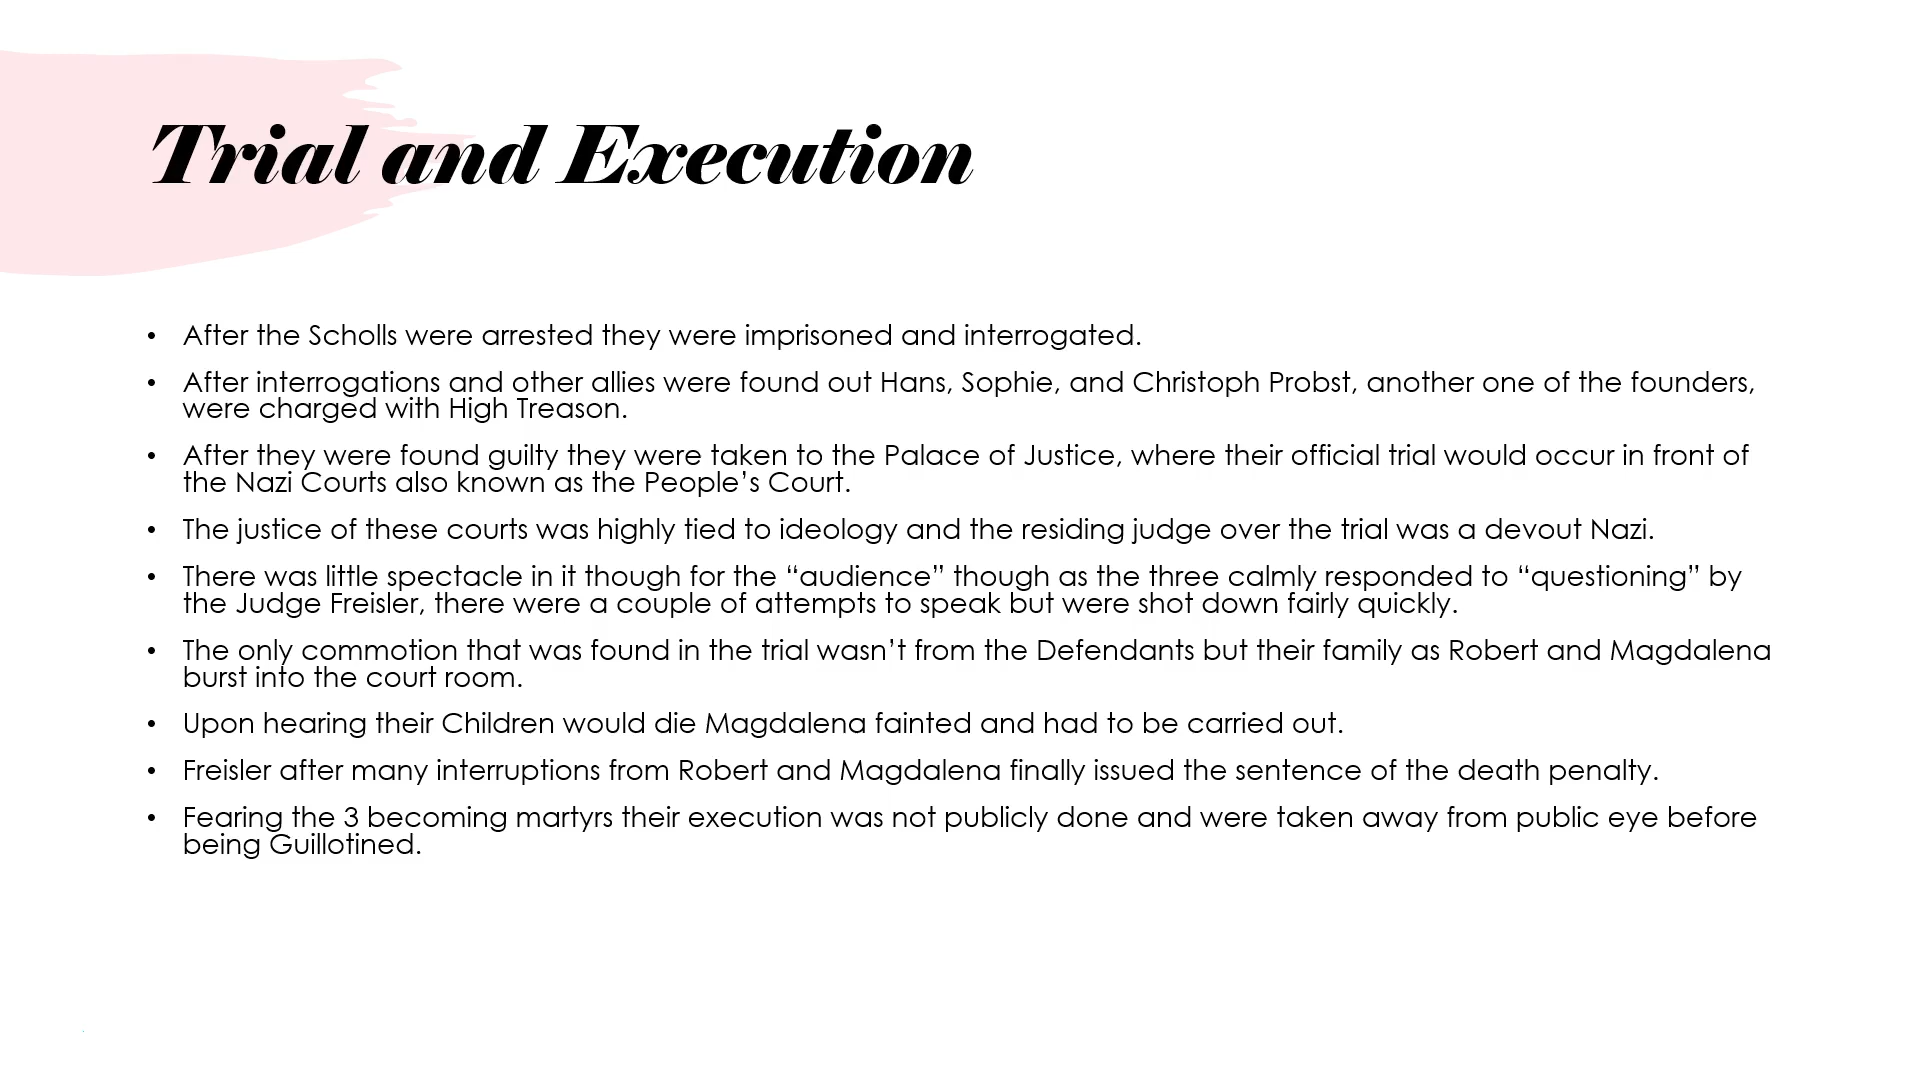 Trial and Execution
• After the Scholls were arrested they were imprisoned and interrogated.
• After interrogations and other allies were found out Hans, Sophie, and Christoph Probst, another one of the founders,
were charged with High Treason.
• After they were found guilty they were taken to the Palace of Justice, where their official trial would occur in front of
the Nazi Courts also known as the People’s Court.
• The justice of these courts was highly tied to ideology and the residing judge over the trial was a devout Nazi.
• There was little spectacle in it though for the “audience” though as the three calmly responded to “questioning” by
the Judge Freisler, there were a couple of attempts to speak but were shot down fairly quickly.
• The only commotion that was found in the trial wasn’t from the Defendants but their family as Robert and Magdalena
burst into the court room.
• Upon hearing their Children would die Magdalena fainted and had to be carried out.
• Freisler after many interruptions from Robert and Magdalena finally issued the sentence of the death penalty.
• Fearing the 3 becoming martyrs their execution was not publicly done and were taken away from public eye before
being Guillotined.